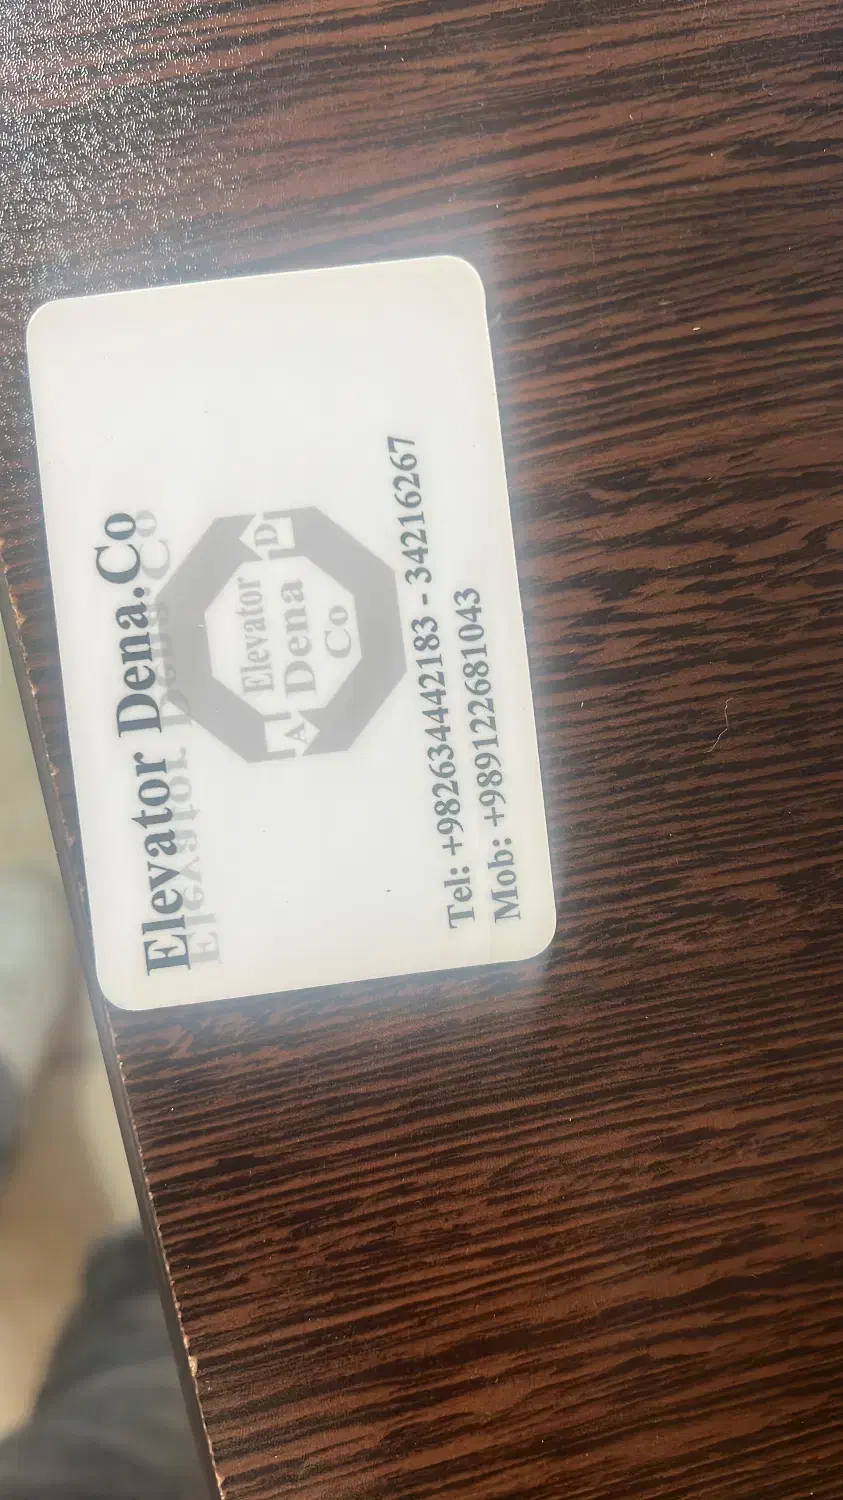 Elevator Dena.Co
D
Elevator
Dena
Co
A
Tel: +982634442183 - 34216267
Mob: +989122681043